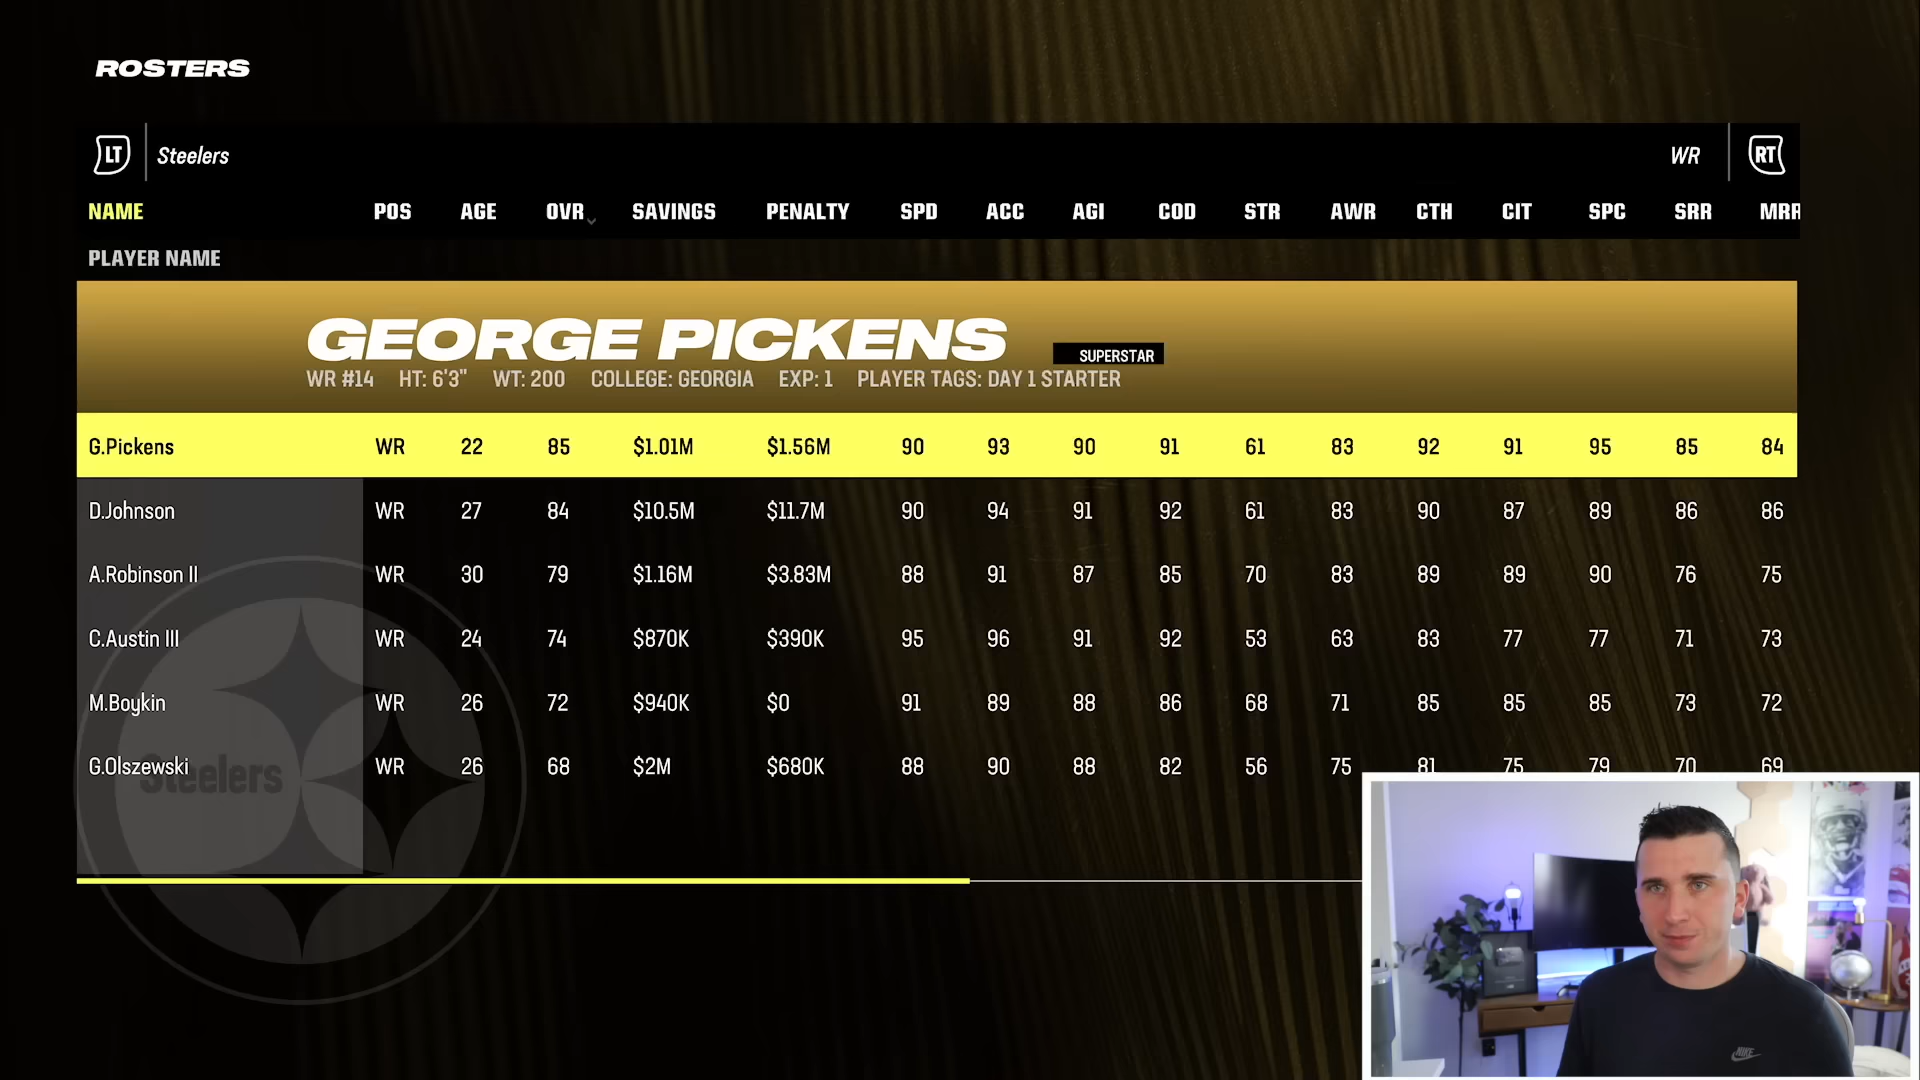 ROSTERS
LT Steelers WR RT
NAME POS AGE OVR SAVINGS PENALTY SPD ACC AGI COD STR AWR CTH CIT SPC SRR MRR
PLAYER NAME
GEORGE PICKENS SUPERSTAR
WR #14 HT: 6'3" WT: 200 COLLEGE: GEORGIA EXP: 1 PLAYER TAGS: DAY 1 STARTER
G.Pickens WR 22 85 $1.01M $1.56M 90 93 90 91 61 83 92 91 95 85 84
D.Johnson WR 27 84 $10.5M $11.7M 90 94 91 92 61 83 90 87 89 86 86
A.Robinson II WR 30 79 $1.16M $3.83M 88 91 87 85 70 83 89 89 90 76 75
C.Austin III WR 24 74 $870K $390K 95 96 91 92 53 63 83 77 77 71 73
M.Boykin WR 26 72 $940K $0 91 89 88 86 68 71 85 85 85 73 72
G.Olszewski WR 26 68 $2M $680K 88 90 88 82 56 75 81 75 79 70 69
Steelers
NIKE